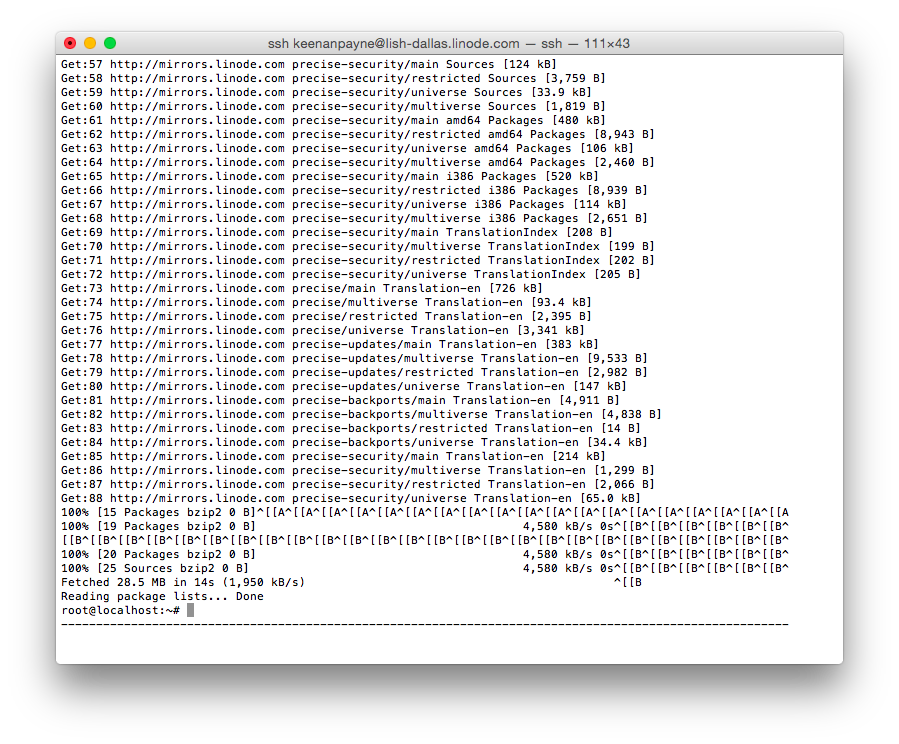 ssh keenanpayne@lish-dallas.linode.com — ssh — 111×43
Get:57 http://mirrors.linode.com precise-security/main Sources [124 kB]
Get:58 http://mirrors.linode.com precise-security/restricted Sources [3,759 B]
Get:59 http://mirrors.linode.com precise-security/universe Sources [33.9 kB]
Get:60 http://mirrors.linode.com precise-security/multiverse Sources [1,819 B]
Get:61 http://mirrors.linode.com precise-security/main amd64 Packages [480 kB]
Get:62 http://mirrors.linode.com precise-security/restricted amd64 Packages [8,943 B]
Get:63 http://mirrors.linode.com precise-security/universe amd64 Packages [106 kB]
Get:64 http://mirrors.linode.com precise-security/multiverse amd64 Packages [2,460 B]
Get:65 http://mirrors.linode.com precise-security/main i386 Packages [520 kB]
Get:66 http://mirrors.linode.com precise-security/restricted i386 Packages [8,939 B]
Get:67 http://mirrors.linode.com precise-security/universe i386 Packages [114 kB]
Get:68 http://mirrors.linode.com precise-security/multiverse i386 Packages [2,651 B]
Get:69 http://mirrors.linode.com precise-security/main TranslationIndex [208 B]
Get:70 http://mirrors.linode.com precise-security/multiverse TranslationIndex [199 B]
Get:71 http://mirrors.linode.com precise-security/restricted TranslationIndex [202 B]
Get:72 http://mirrors.linode.com precise-security/universe TranslationIndex [205 B]
Get:73 http://mirrors.linode.com precise/main Translation-en [726 kB]
Get:74 http://mirrors.linode.com precise/multiverse Translation-en [93.4 kB]
Get:75 http://mirrors.linode.com precise/restricted Translation-en [2,395 B]
Get:76 http://mirrors.linode.com precise/universe Translation-en [3,341 kB]
Get:77 http://mirrors.linode.com precise-updates/main Translation-en [383 kB]
Get:78 http://mirrors.linode.com precise-updates/multiverse Translation-en [9,533 B]
Get:79 http://mirrors.linode.com precise-updates/restricted Translation-en [2,982 B]
Get:80 http://mirrors.linode.com precise-updates/universe Translation-en [147 kB]
Get:81 http://mirrors.linode.com precise-backports/main Translation-en [4,911 B]
Get:82 http://mirrors.linode.com precise-backports/multiverse Translation-en [4,838 B]
Get:83 http://mirrors.linode.com precise-backports/restricted Translation-en [14 B]
Get:84 http://mirrors.linode.com precise-backports/universe Translation-en [34.4 kB]
Get:85 http://mirrors.linode.com precise-security/main Translation-en [214 kB]
Get:86 http://mirrors.linode.com precise-security/multiverse Translation-en [1,299 B]
Get:87 http://mirrors.linode.com precise-security/restricted Translation-en [2,066 B]
Get:88 http://mirrors.linode.com precise-security/universe Translation-en [65.0 kB]
100% [15 Packages bzip2 0 B]^[[A^[[A^[[A^[[A^[[A^[[A^[[A^[[A^[[A^[[A^[[A^[[A^[[A^[[A^[[A^[[A^[[A^[[A^[[A
100% [19 Packages bzip2 0 B] 4,580 kB/s 0s^[[B^[[B^[[B^[[B^[[B^[[B^
[[B^[[B^[[B^[[B^[[B^[[B^[[B^[[B^[[B^[[B^[[B^[[B^[[B^[[B^[[B^[[B^[[B^[[B^[[B^[[B^[[B^[[B^[[B^[[B^[[B^[[B^
100% [20 Packages bzip2 0 B] 4,580 kB/s 0s^[[B^[[B^[[B^[[B^[[B^[[B^
100% [25 Sources bzip2 0 B] 4,580 kB/s 0s^[[B^[[B^[[B^[[B^[[B^[[B^
Fetched 28.5 MB in 14s (1,950 kB/s) ^[[B
Reading package lists... Done
root@localhost:~#
--------------------------------------------------------------------------------------------------------